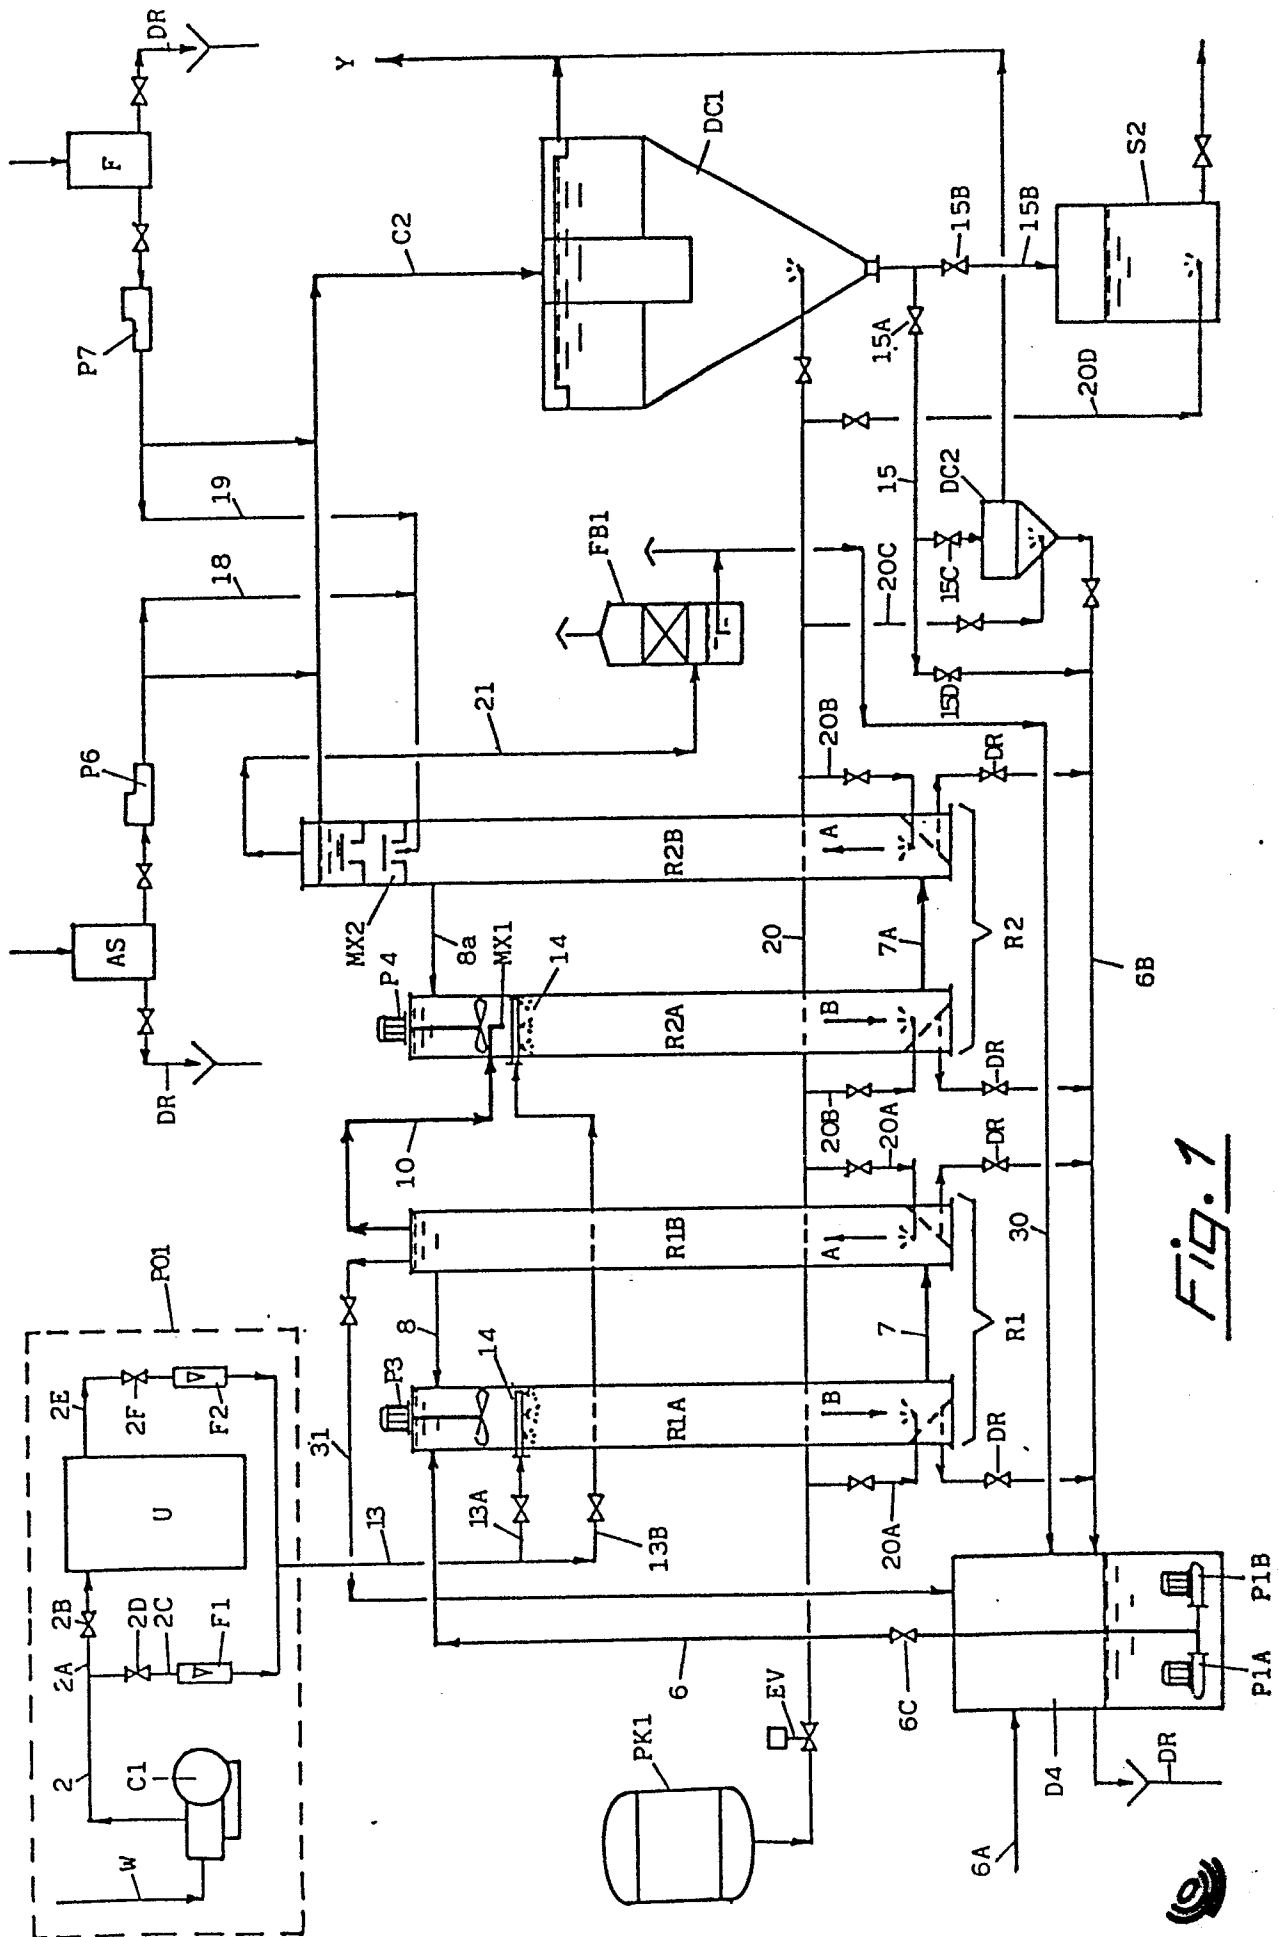 W
C1
2
2A
2B
2D
2C
F1
U
2E
2F
F2
P01
DR
AS
P6
18
19
P7
F
DR
Y
C2
DC1
PK1
EV
6
31
13
13A
13B
P3
14
8
R1A
B
R1B
A
10
P4
MX1
14
8a
MX2
R2A
B
R2B
A
21
FB1
20
20A
20A
20B
20B
20C
20D
7
7A
R1
R2
DR
DR
DR
DR
15
15A
15B
15B
15C
15D
DC2
S2
30
6B
6A
6C
D4
DR
P1A
P1B
Fig. 1